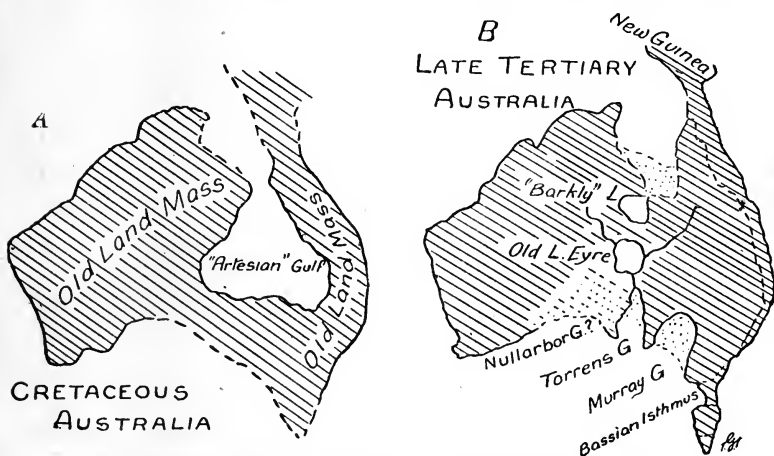 A
Old Land Mass
"Artesian" Gulf
Old Land Mass
CRETACEOUS
AUSTRALIA
B
LATE TERTIARY
AUSTRALIA
New Guinea
"Barkly" L
Old L. Eyre
Nullarbor G?
Torrens G
Murray G
Bassian Isthmus